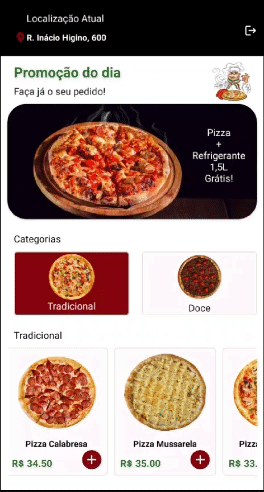 Localização Atual
R. Inácio Higino, 600
Promoção do dia
Faça já o seu pedido!
Pizza
+
Refrigerante
1,5L
Grátis!
Categorias
Tradicional
Doce
Tradicional
Pizza Calabresa
R$ 34.50
Pizza Mussarela
R$ 35.00
Pizz
R$ 33.